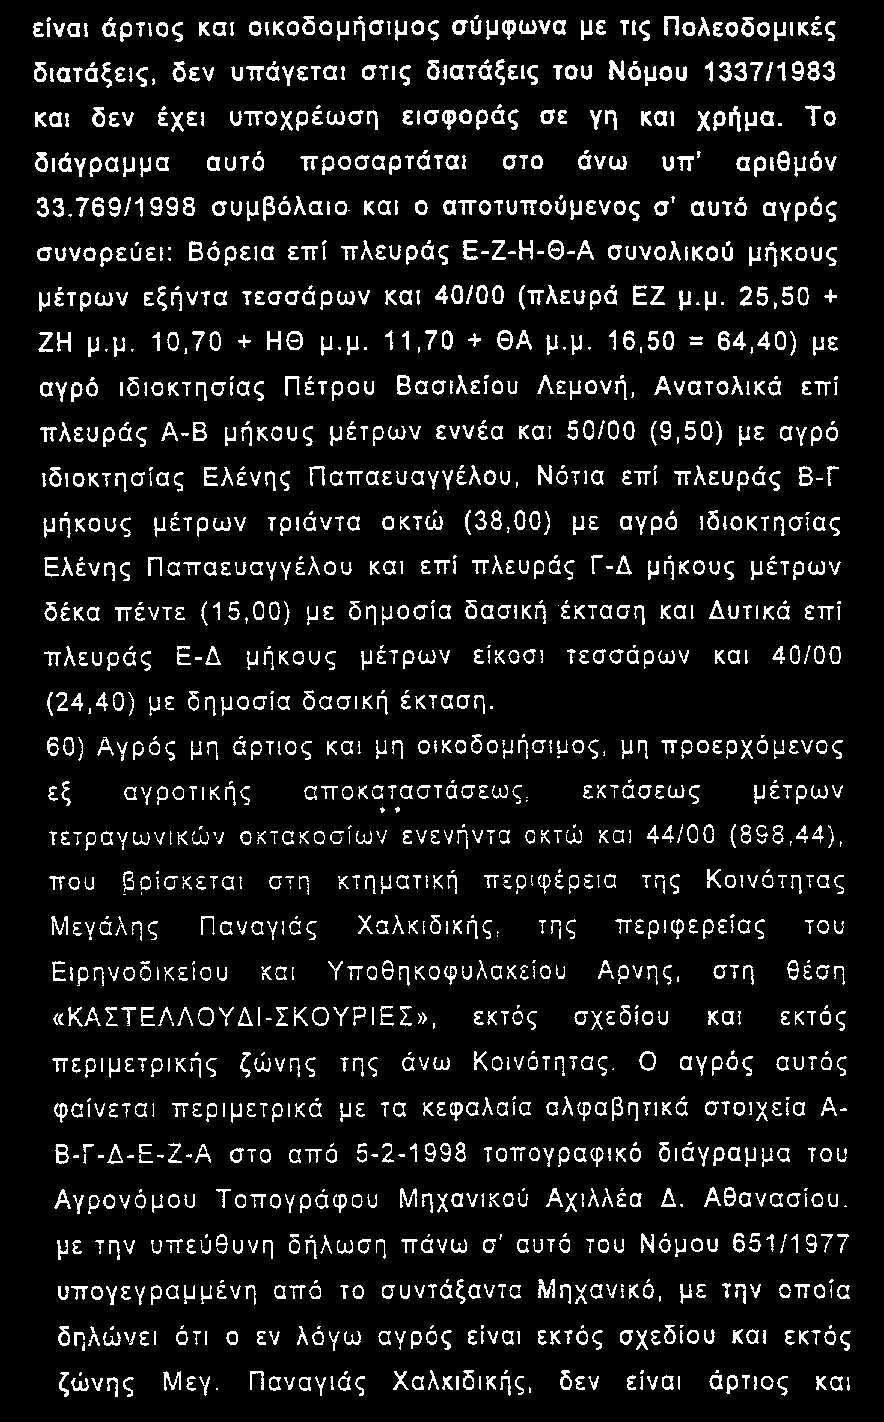 είναι άρτιος και οικοδομήσιμος σύμφωνα με τις Πολεοδομικές
διατάξεις, δεν υπάγεται στις διατάξεις του Νόμου 1337/1983
και δεν έχει υποχρέωση εισφοράς σε γη και χρήμα. Το
διάγραμμα αυτό προσαρτάται στο άνω υπ' αριθμόν
33.769/1998 συμβόλαιο και ο αποτυπούμενος σ' αυτό αγρός
συνορεύει: Βόρεια επί πλευράς Ε-Ζ-Η-Θ-Α συνολικού μήκους
μέτρων εξήντα τεσσάρων και 40/00 (πλευρά ΕΖ μ.μ. 25,50 +
ΖΗ μ.μ. 10,70 + ΗΘ μ.μ. 11,70 + ΘΑ μ.μ. 16,50 = 64,40) με
αγρό ιδιοκτησίας Πέτρου Βασιλείου Λεμονή, Ανατολικά επί
πλευράς Α-Β μήκους μέτρων εννέα και 50/00 (9,50) με αγρό
ιδιοκτησίας Ελένης Παπαευαγγέλου, Νότια επί πλευράς Β-Γ
μήκους μέτρων τριάντα οκτώ (38,00) με αγρό ιδιοκτησίας
Ελένης Παπαευαγγέλου και επί πλευράς Γ-Δ μήκους μέτρων
δέκα πέντε (15,00) με δημοσία δασική έκταση και Δυτικά επί
πλευράς Ε-Δ μήκους μέτρων είκοσι τεσσάρων και 40/00
(24,40) με δημοσία δασική έκταση.
60) Αγρός μη άρτιος και μη οικοδομήσιμος, μη προερχόμενος
εξ αγροτικής αποκαταστάσεως, εκτάσεως μέτρων
τετραγωνικών οκτακοσίων ενενήντα οκτώ και 44/00 (898,44),
που βρίσκεται στη κτηματική περιφέρεια της Κοινότητας
Μεγάλης Παναγιάς Χαλκιδικής, της περιφερείας του
Ειρηνοδικείου και Υποθηκοφυλακείου Αρνης, στη θέση
«ΚΑΣΤΕΛΛΟΥΔΙ-ΣΚΟΥΡΙΕΣ», εκτός σχεδίου και εκτός
περιμετρικής ζώνης της άνω Κοινότητας. Ο αγρός αυτός
φαίνεται περιμετρικά με τα κεφαλαία αλφαβητικά στοιχεία Α-
Β-Γ-Δ-Ε-Ζ-Α στο από 5-2-1998 τοπογραφικό διάγραμμα του
Αγρονόμου Τοπογράφου Μηχανικού Αχιλλέα Δ. Αθανασίου,
με την υπεύθυνη δήλωση πάνω σ' αυτό του Νόμου 651/1977
υπογεγραμμένη από το συντάξαντα Μηχανικό, με την οποία
δηλώνει ότι ο εν λόγω αγρός είναι εκτός σχεδίου και εκτός
ζώνης Μεγ. Παναγιάς Χαλκιδικής, δεν είναι άρτιος και